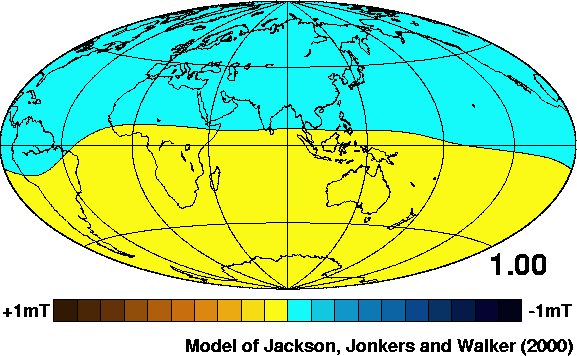 1.00
+1mT -1mT
Model of Jackson, Jonkers and Walker (2000)